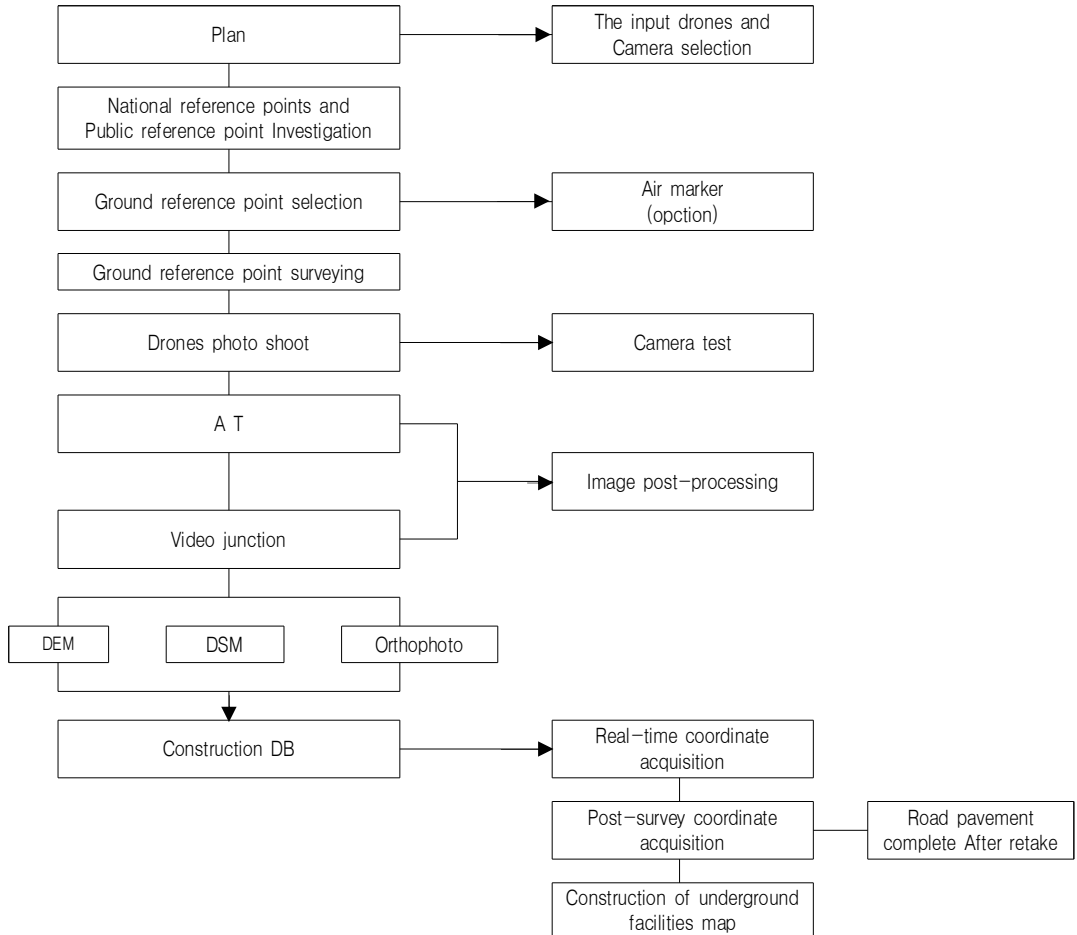 Plan
The input drones and
Camera selection
National reference points and
Public reference point Investigation
Ground reference point selection
Air marker
(opction)
Ground reference point surveying
Drones photo shoot
Camera test
A T
Image post-processing
Video junction
DEM
DSM
Orthophoto
Construction DB
Real-time coordinate
acquisition
Post-survey coordinate
acquisition
Road pavement
complete After retake
Construction of underground
facilities map